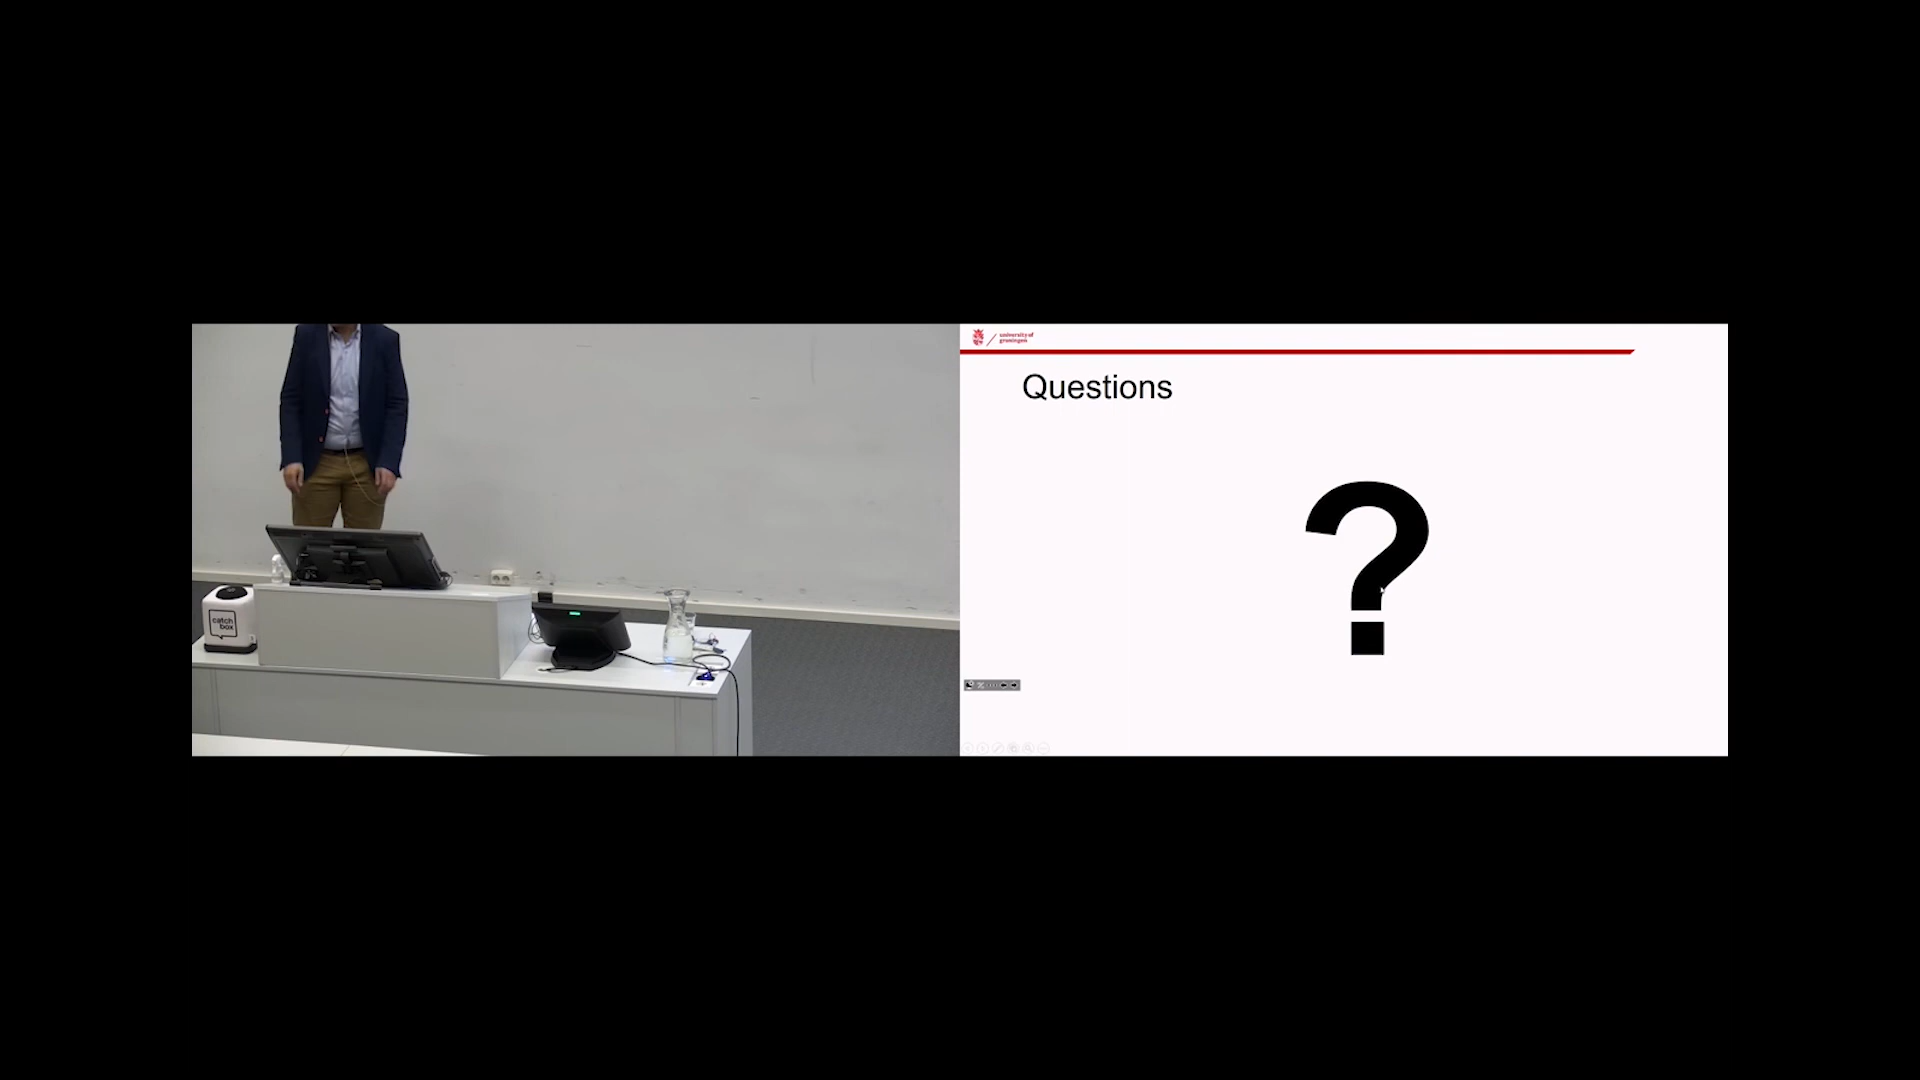 catch
box
university of
groningen
Questions
?